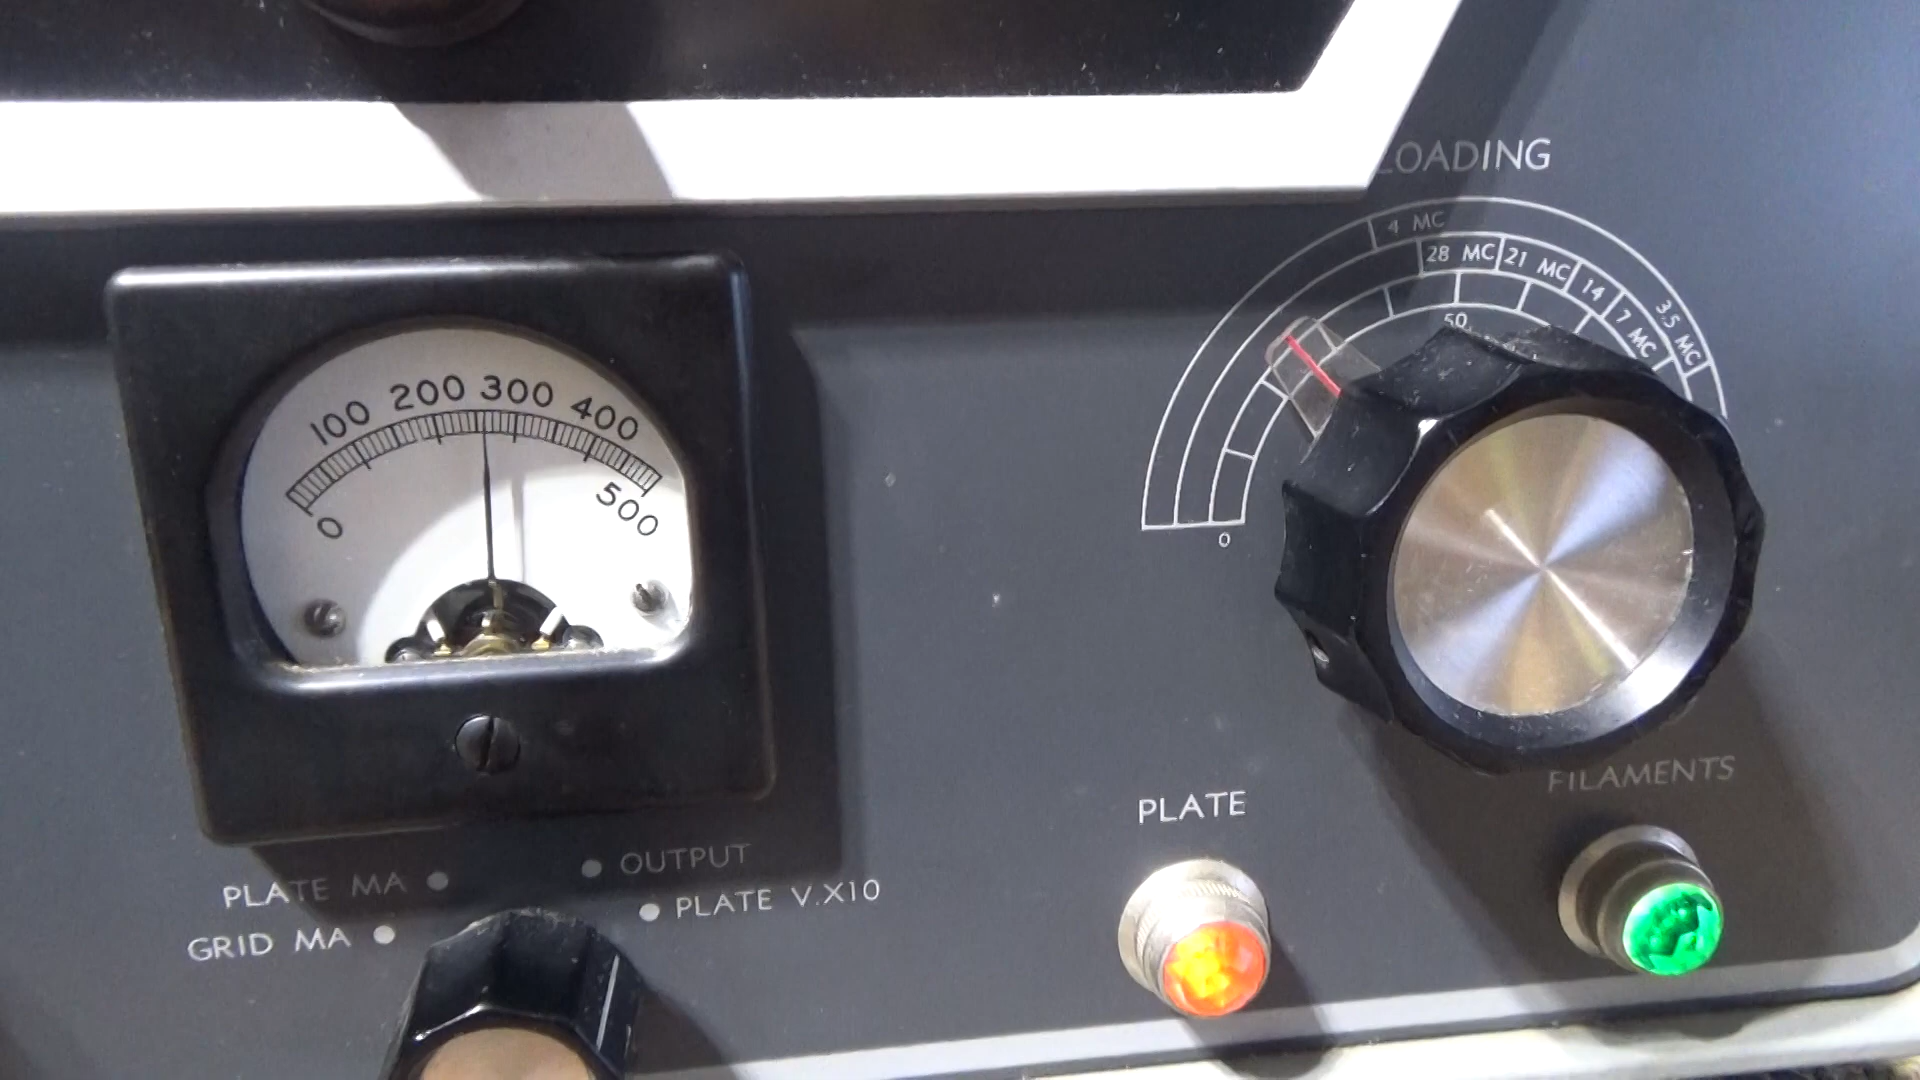 LOADING
4 MC
28 MC 21 MC 14 7 MC 3.5 MC
50
0
0 100 200 300 400 500
PLATE
FILAMENTS
PLATE MA
OUTPUT
GRID MA
PLATE V.X10